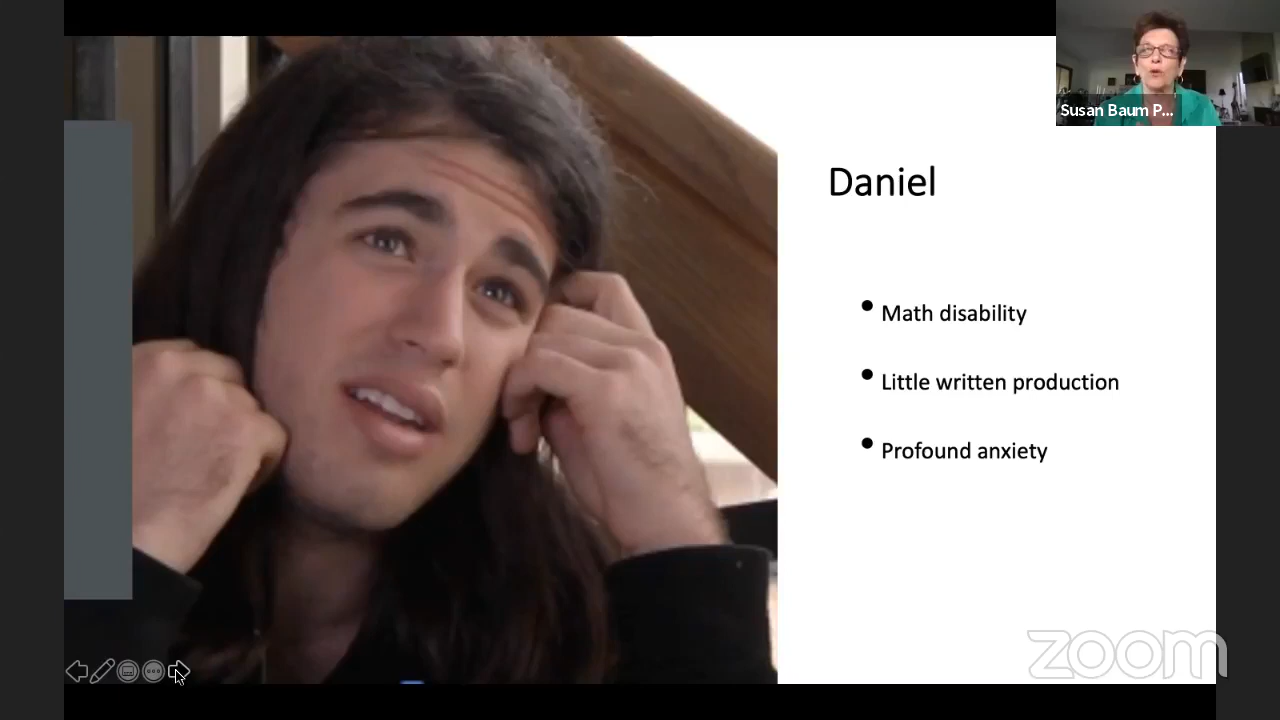 Susan Baum P...
Daniel
• Math disability
• Little written production
• Profound anxiety
zoom